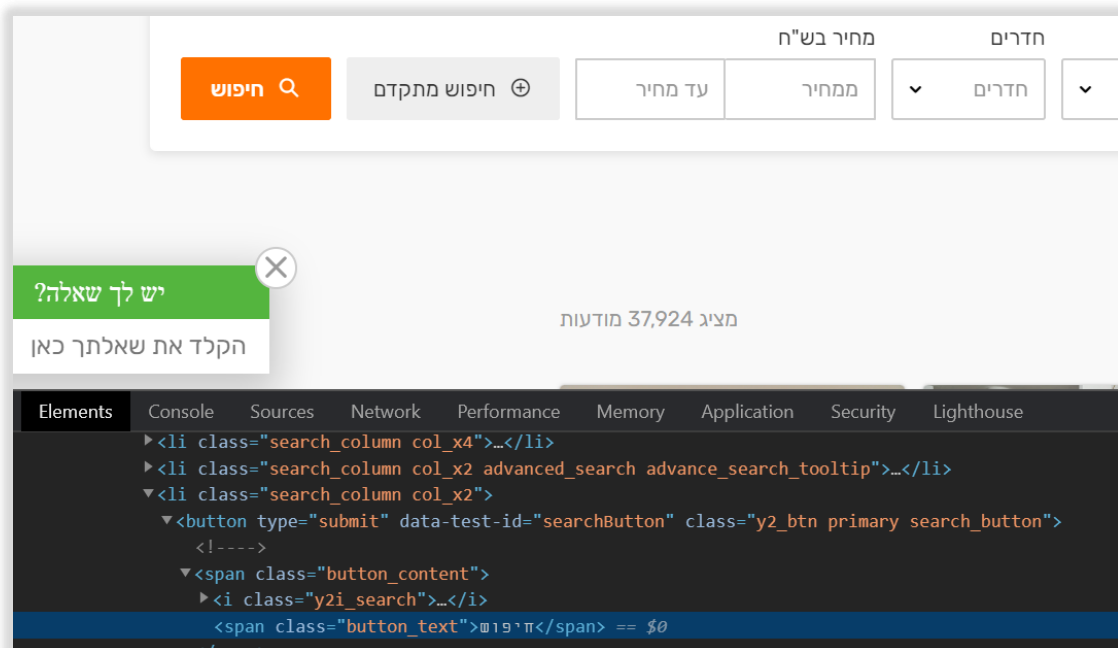 חדרים
מחיר בש"ח
חדרים
ממחיר
עד מחיר
חיפוש מתקדם
חיפוש
יש לך שאלה?
הקלד את שאלתך כאן
מציג 37,924 מודעות
Elements Console Sources Network Performance Memory Application Security Lighthouse
<li class="search_column col_x4">…</li>
<li class="search_column col_x2 advanced_search advance_search_tooltip">…</li>
<li class="search_column col_x2">
<button type="submit" data-test-id="searchButton" class="y2_btn primary search_button">
<!---->
<span class="button_content">
<i class="y2i_search">…</i>
<span class="button_text">חיפוש</span> == $0